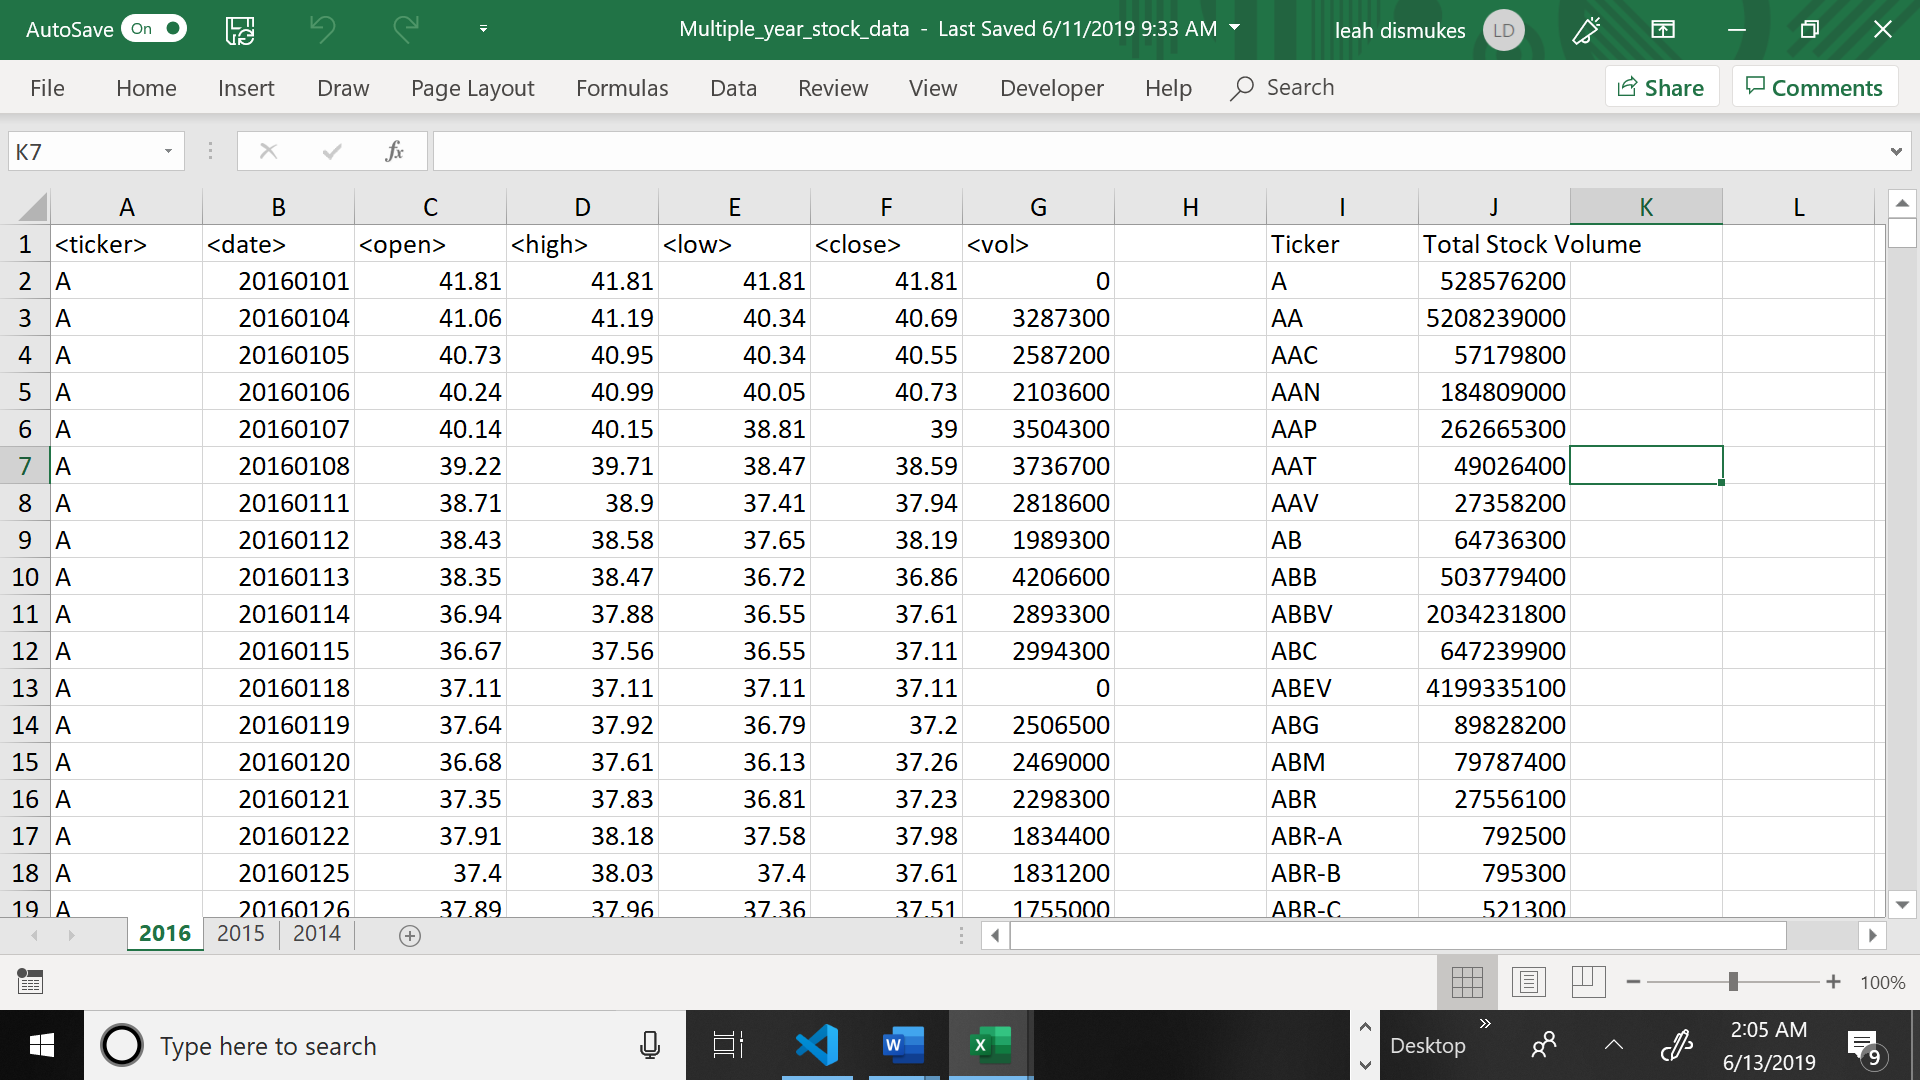 AutoSave On Multiple_year_stock_data - Last Saved 6/11/2019 9:33 AM leah dismukes LD
File Home Insert Draw Page Layout Formulas Data Review View Developer Help Search Share Comments
K7 fx
A B C D E F G H I J K L
1 <ticker> <date> <open> <high> <low> <close> <vol> Ticker Total Stock Volume
2 A 20160101 41.81 41.81 41.81 41.81 0 A 528576200
3 A 20160104 41.06 41.19 40.34 40.69 3287300 AA 5208239000
4 A 20160105 40.73 40.95 40.34 40.55 2587200 AAC 57179800
5 A 20160106 40.24 40.99 40.05 40.73 2103600 AAN 184809000
6 A 20160107 40.14 40.15 38.81 39 3504300 AAP 262665300
7 A 20160108 39.22 39.71 38.47 38.59 3736700 AAT 49026400
8 A 20160111 38.71 38.9 37.41 37.94 2818600 AAV 27358200
9 A 20160112 38.43 38.58 37.65 38.19 1989300 AB 64736300
10 A 20160113 38.35 38.47 36.72 36.86 4206600 ABB 503779400
11 A 20160114 36.94 37.88 36.55 37.61 2893300 ABBV 2034231800
12 A 20160115 36.67 37.56 36.55 37.11 2994300 ABC 647239900
13 A 20160118 37.11 37.11 37.11 37.11 0 ABEV 4199335100
14 A 20160119 37.64 37.92 36.79 37.2 2506500 ABG 89828200
15 A 20160120 36.68 37.61 36.13 37.26 2469000 ABM 79787400
16 A 20160121 37.35 37.83 36.81 37.23 2298300 ABR 27556100
17 A 20160122 37.91 38.18 37.58 37.98 1834400 ABR-A 792500
18 A 20160125 37.4 38.03 37.4 37.61 1831200 ABR-B 795300
19 A 20160126 37.89 37.96 37.36 37.51 1755000 ABR-C 521300
2016 2015 2014
100%
Type here to search W X Desktop 2:05 AM
6/13/2019 9